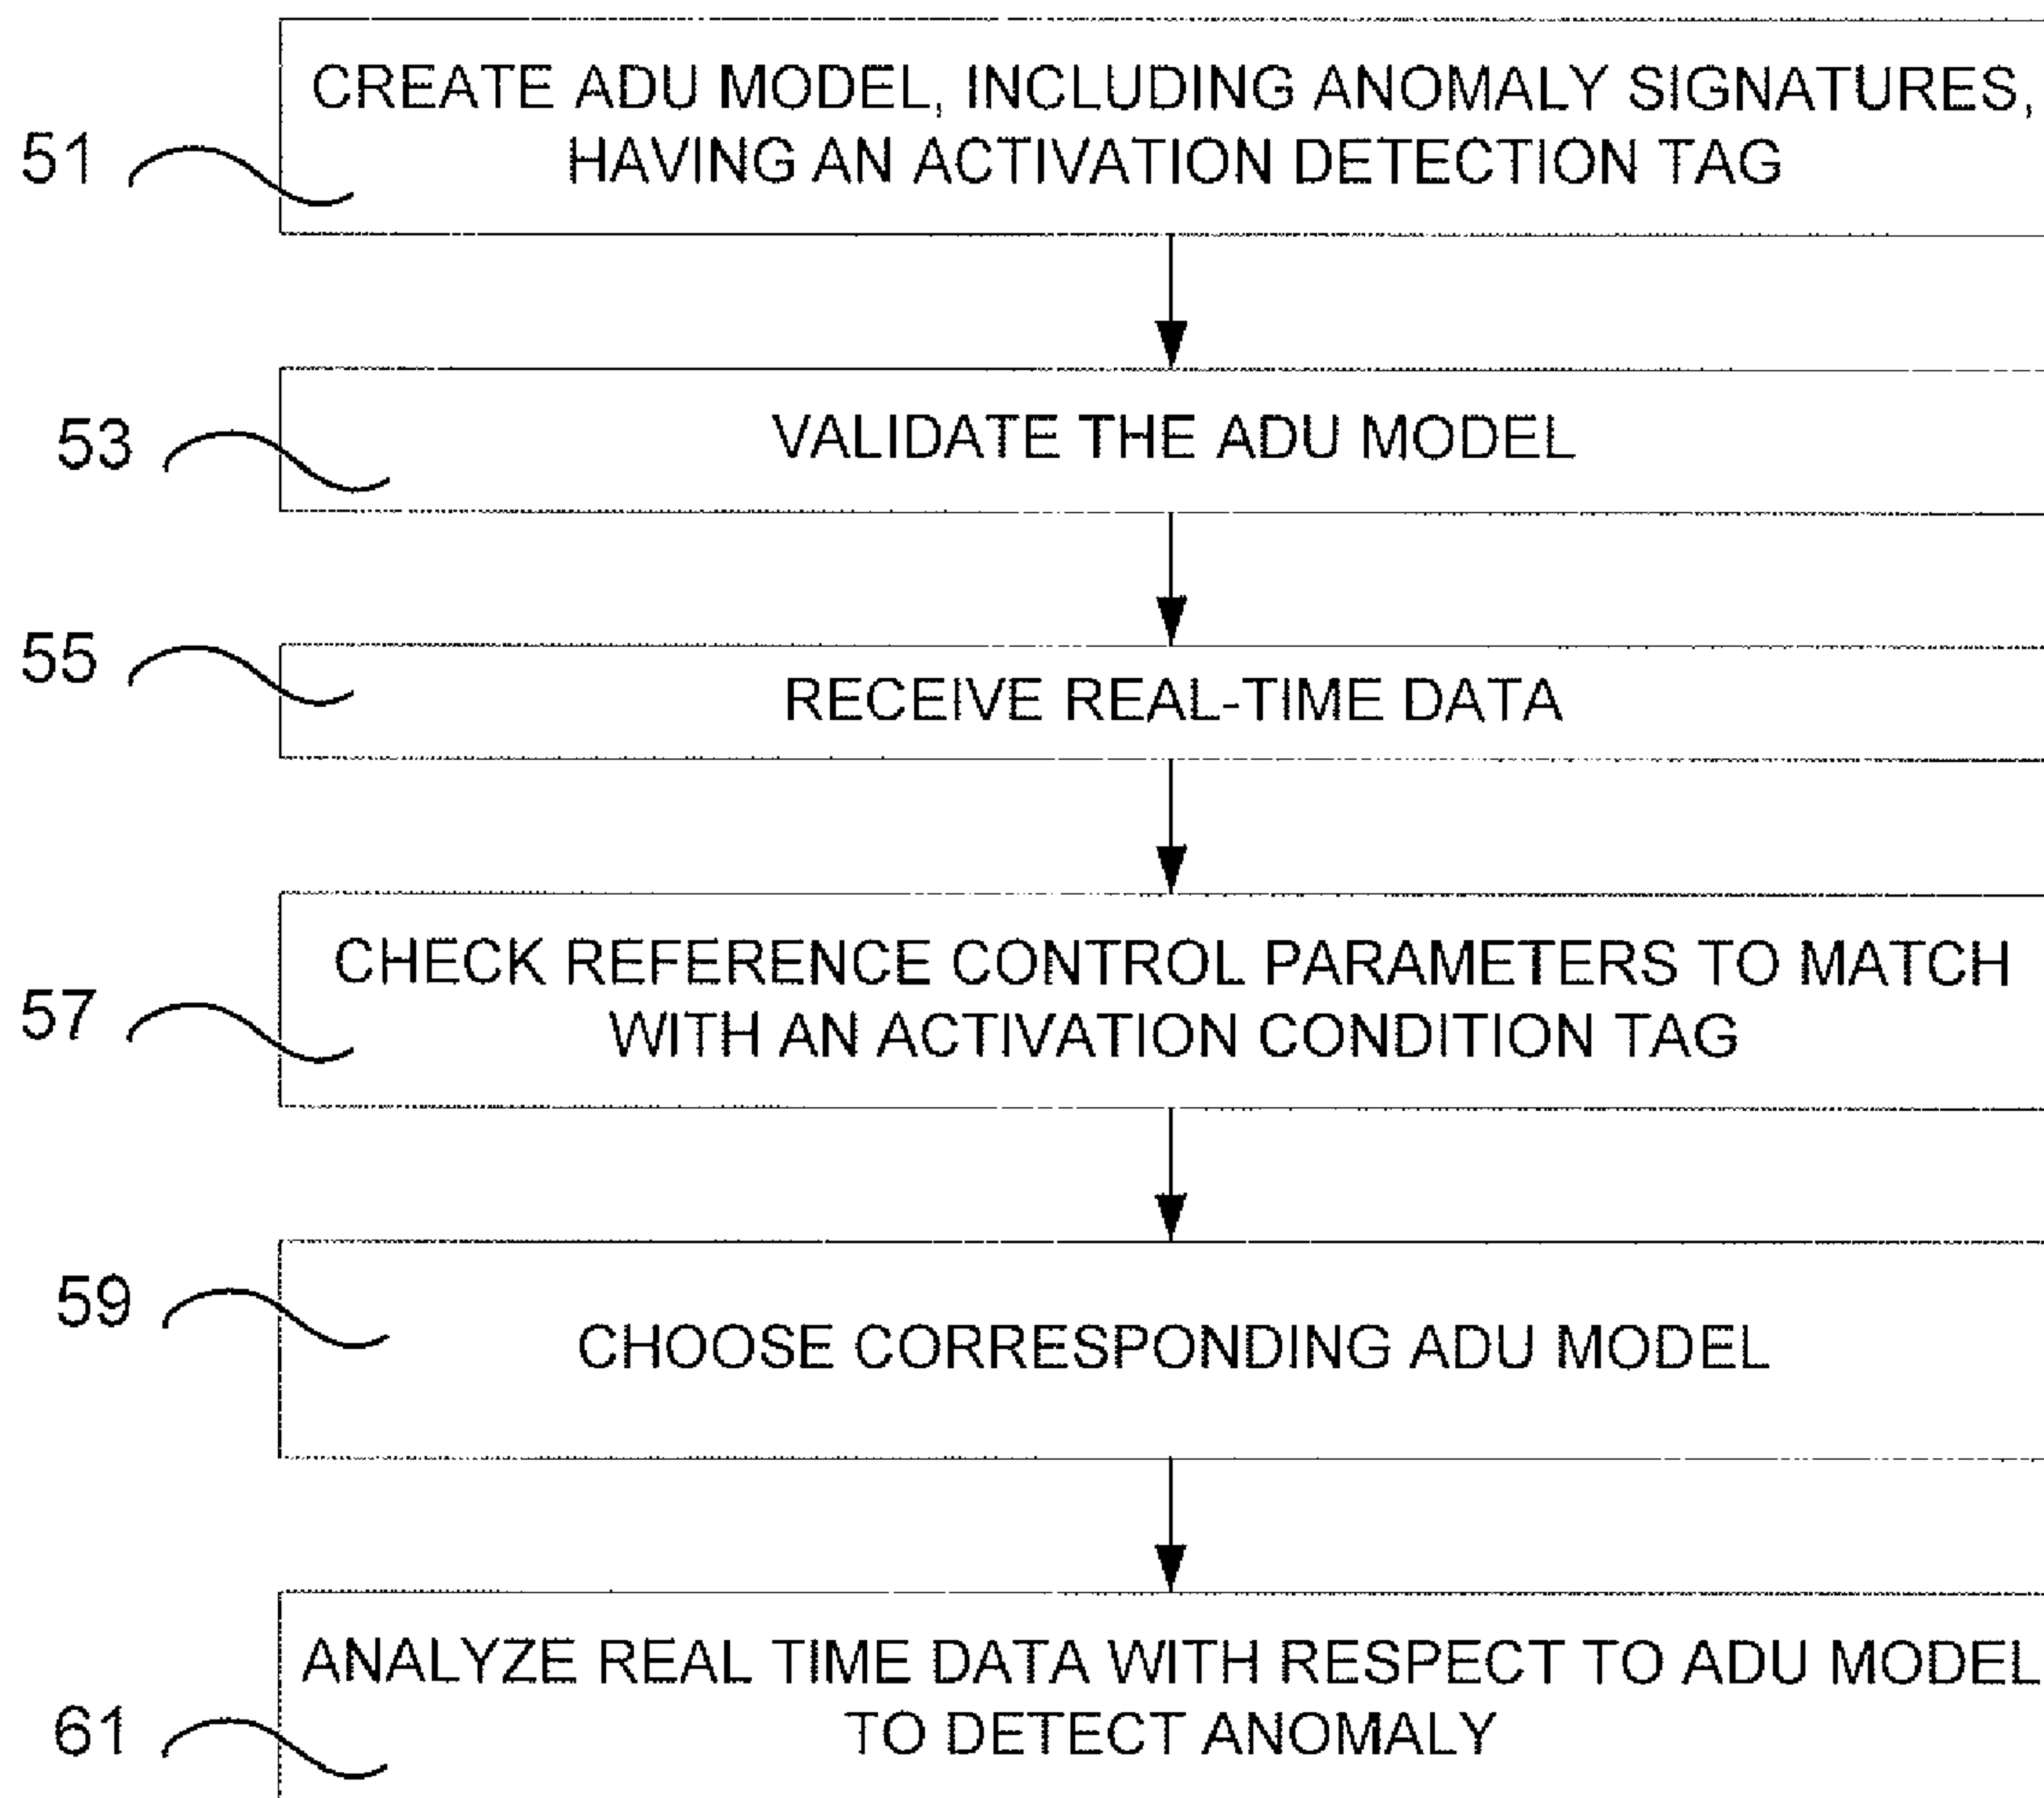 CREATE ADU MODEL, INCLUDING ANOMALY SIGNATURES,
HAVING AN ACTIVATION DETECTION TAG
51
VALIDATE THE ADU MODEL
53
RECEIVE REAL-TIME DATA
55
CHECK REFERENCE CONTROL PARAMETERS TO MATCH
WITH AN ACTIVATION CONDITION TAG
57
CHOOSE CORRESPONDING ADU MODEL
59
ANALYZE REAL TIME DATA WITH RESPECT TO ADU MODEL
TO DETECT ANOMALY
61